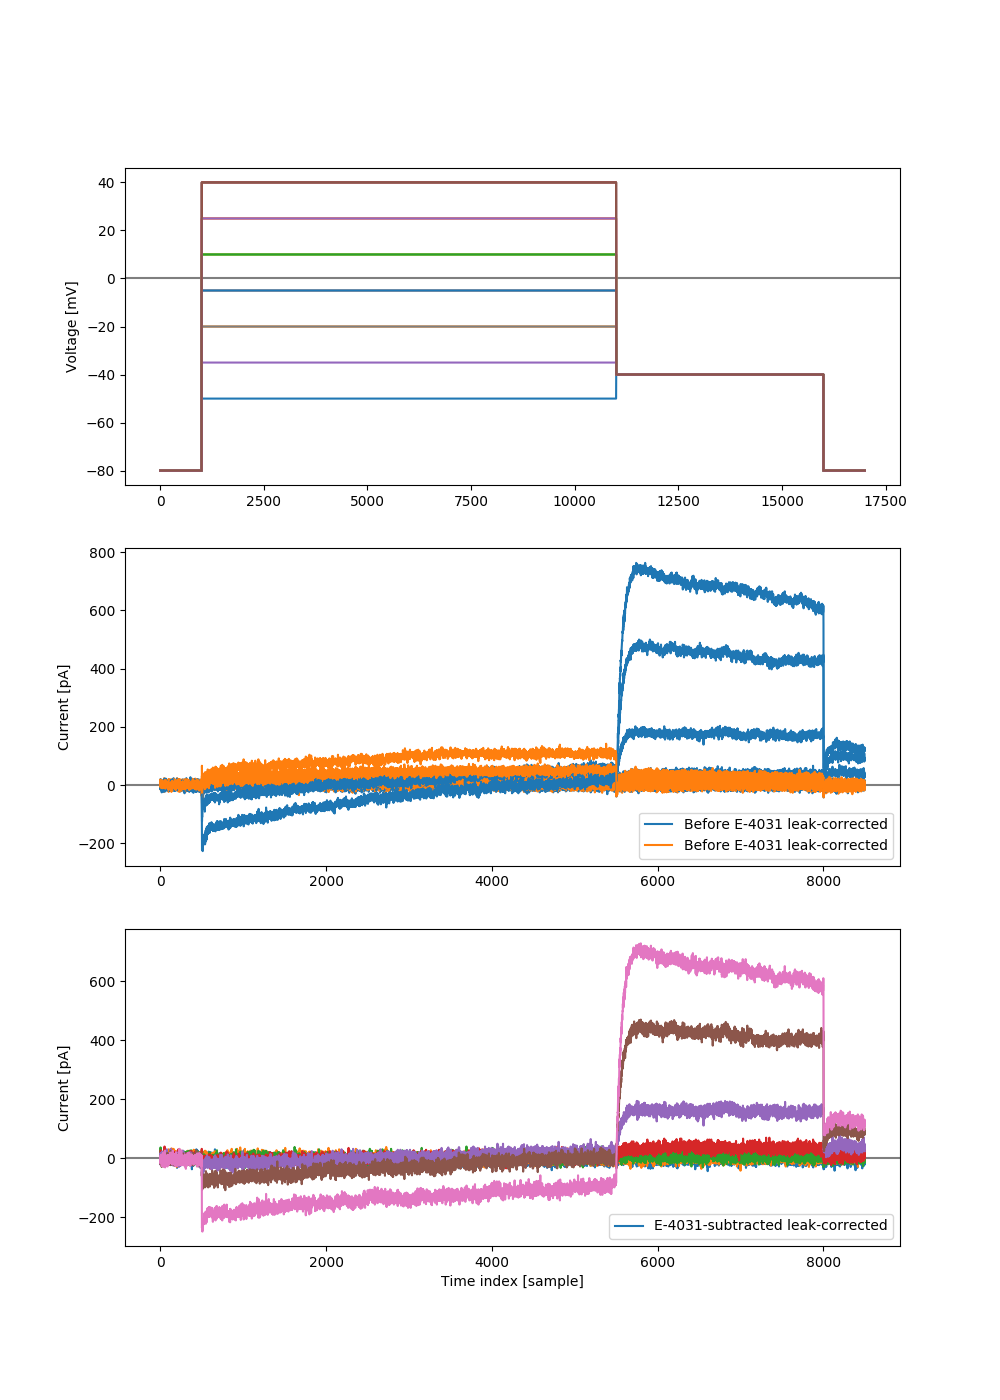 40
20
0
−20
−40
−60
−80
Voltage [mV]
0 2500 5000 7500 10000 12500 15000 17500
800
600
400
200
0
−200
Current [pA]
Before E-4031 leak-corrected
Before E-4031 leak-corrected
0 2000 4000 6000 8000
600
400
200
0
−200
Current [pA]
E-4031-subtracted leak-corrected
0 2000 4000 6000 8000
Time index [sample]